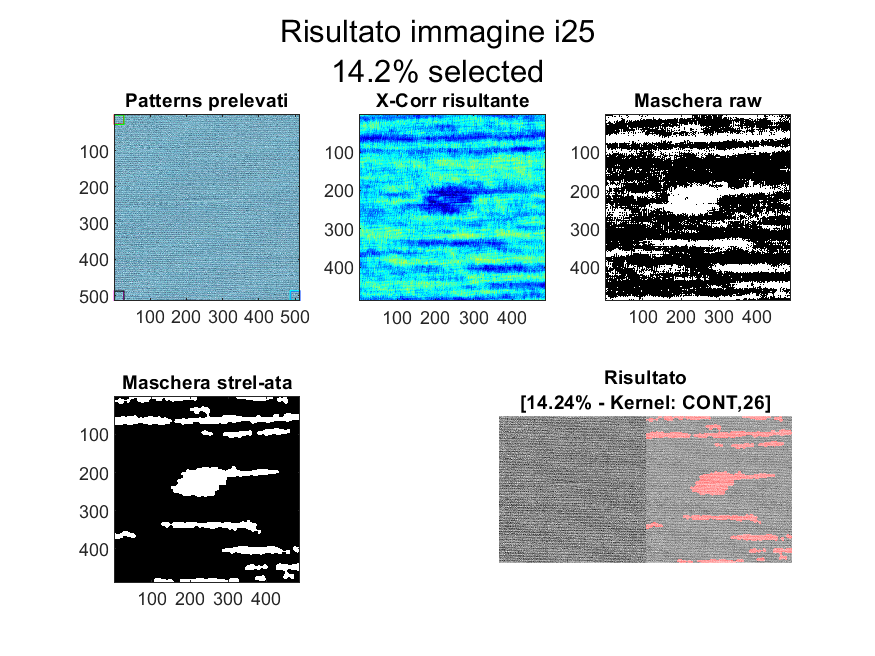 Risultato immagine i25
14.2% selected
Patterns prelevati
100
200
300
400
500
100 200 300 400 500
X-Corr risultante
100
200
300
400
100 200 300 400
Maschera raw
100
200
300
400
100 200 300 400
Maschera strel-ata
100
200
300
400
100 200 300 400
Risultato
[14.24% - Kernel: CONT,26]